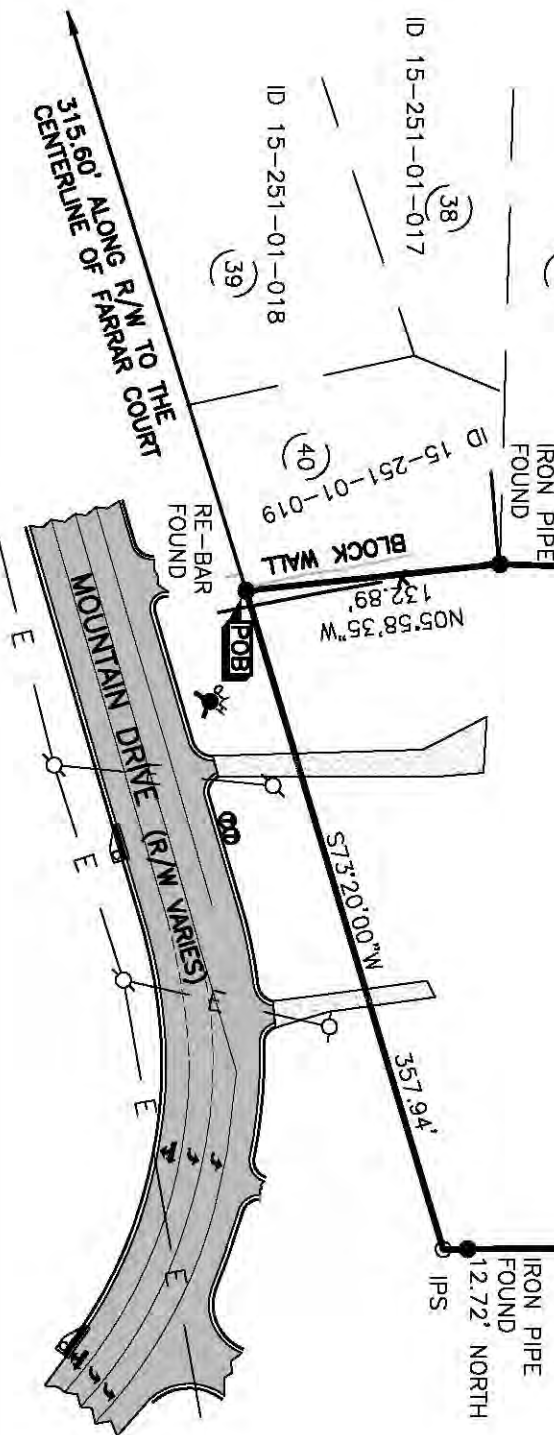 ID 15-251-01-017
(38)
ID 15-251-01-018
(39)
(40)
ID 15-251-01-019
IRON PIPE
FOUND
BLOCK WALL
N05°58'35"W
132.89'
RE-BAR
FOUND
POB
315.60' ALONG R/W TO THE
CENTERLINE OF FARRAR COURT
S73°20'00"W
357.94'
IRON PIPE
FOUND
12.72' NORTH
IPS
MOUNTAIN DRIVE (R/W VARIES)
E
E
E
E
E
T
T